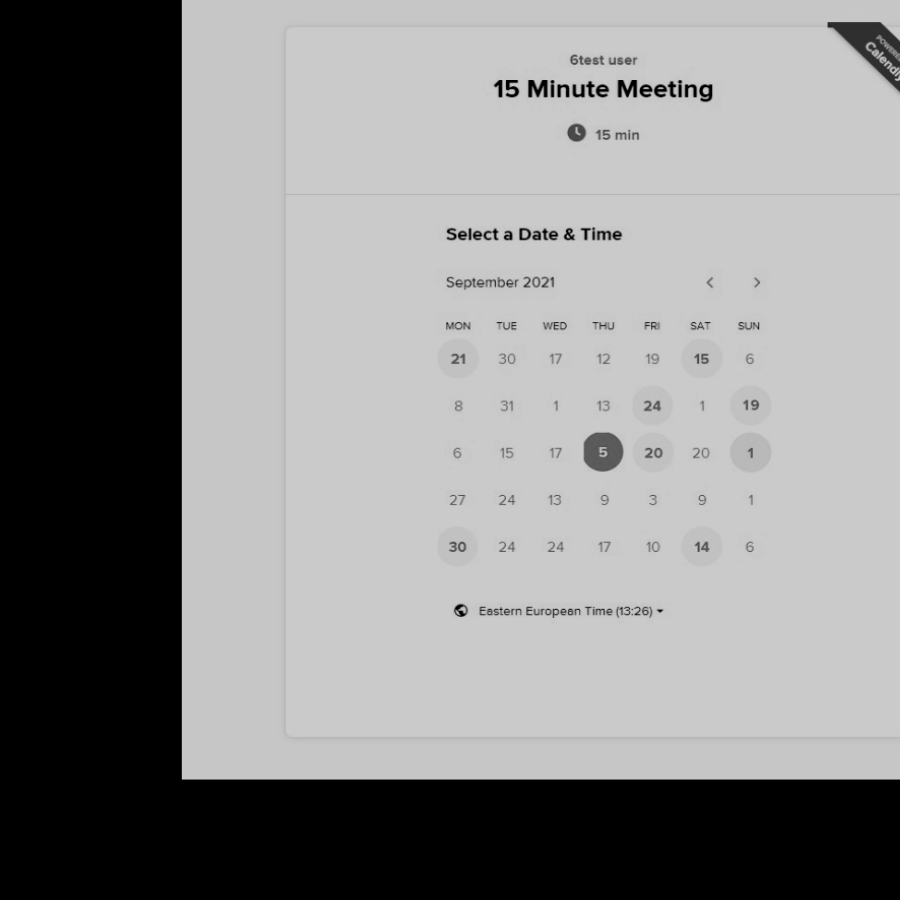 POWERED
Calendly
6test user
15 Minute Meeting
15 min
Select a Date & Time
September 2021
MON TUE WED THU FRI SAT SUN
21 30 17 12 19 15 6
8 31 1 13 24 1 19
6 15 17 5 20 20 1
27 24 13 9 3 9 1
30 24 24 17 10 14 6
Eastern European Time (13:26)